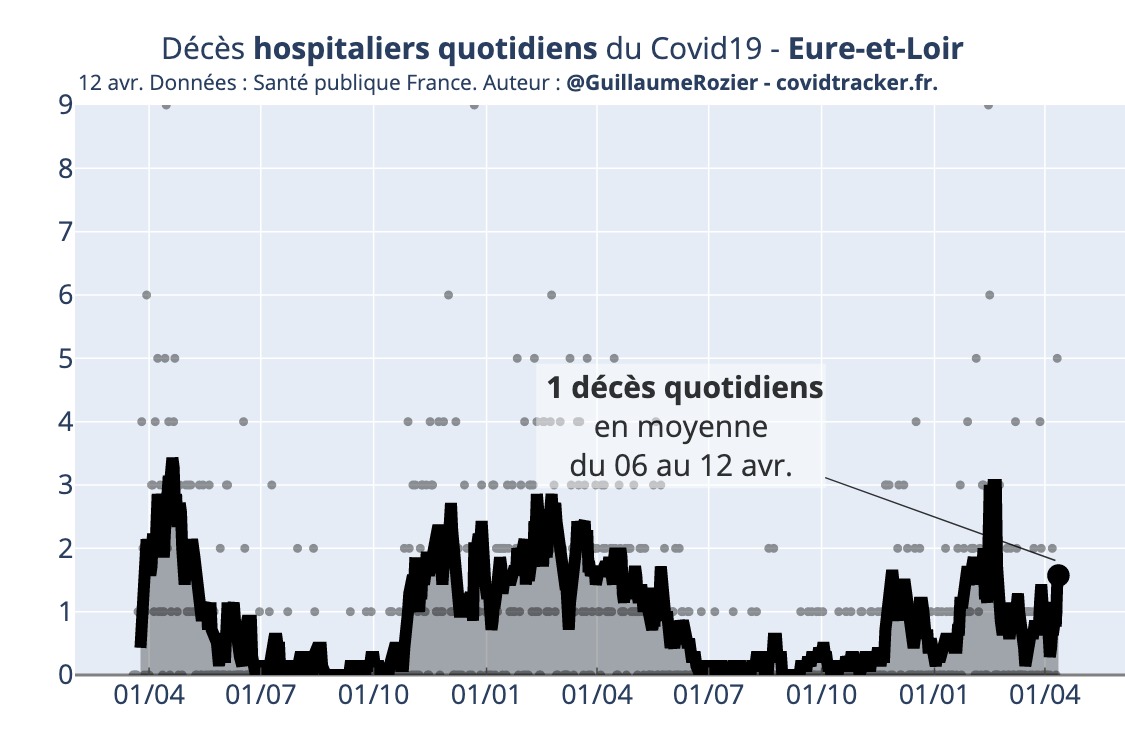 Décès hospitaliers quotidiens du Covid19 - Eure-et-Loir
12 avr. Données : Santé publique France. Auteur : @GuillaumeRozier - covidtracker.fr.
9
8
7
6
5
4
3
2
1
0
1 décès quotidiens
en moyenne
du 06 au 12 avr.
01/04 01/07 01/10 01/01 01/04 01/07 01/10 01/01 01/04